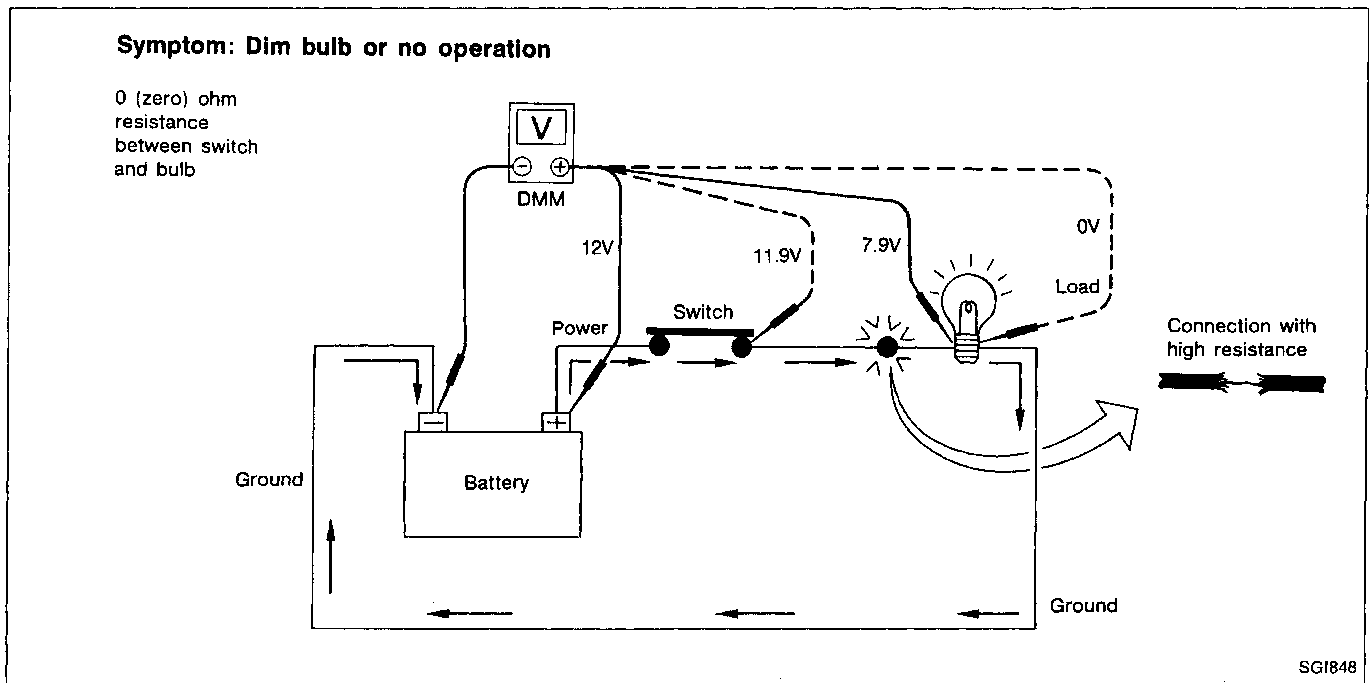 Symptom: Dim bulb or no operation
0 (zero) ohm
resistance
between switch
and bulb
V
− +
DMM
12V
11.9V
7.9V
0V
Load
Switch
Power
Connection with
high resistance
− +
Ground
Battery
Ground
SGI848